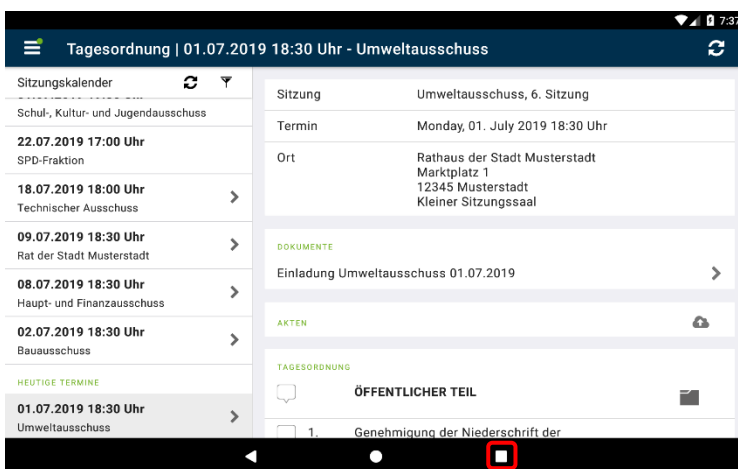 7:37
Tagesordnung | 01.07.2019 18:30 Uhr - Umweltausschuss
Sitzungskalender
Schul-, Kultur- und Jugendausschuss
22.07.2019 17:00 Uhr
SPD-Fraktion
18.07.2019 18:00 Uhr
Technischer Ausschuss
09.07.2019 18:30 Uhr
Rat der Stadt Musterstadt
08.07.2019 18:30 Uhr
Haupt- und Finanzausschuss
02.07.2019 18:30 Uhr
Bauausschuss
HEUTIGE TERMINE
01.07.2019 18:30 Uhr
Umweltausschuss
Sitzung Umweltausschuss, 6. Sitzung
Termin Monday, 01. July 2019 18:30 Uhr
Ort Rathaus der Stadt Musterstadt
Marktplatz 1
12345 Musterstadt
Kleiner Sitzungssaal
DOKUMENTE
Einladung Umweltausschuss 01.07.2019
AKTEN
TAGESORDNUNG
ÖFFENTLICHER TEIL
1. Genehmigung der Niederschrift der